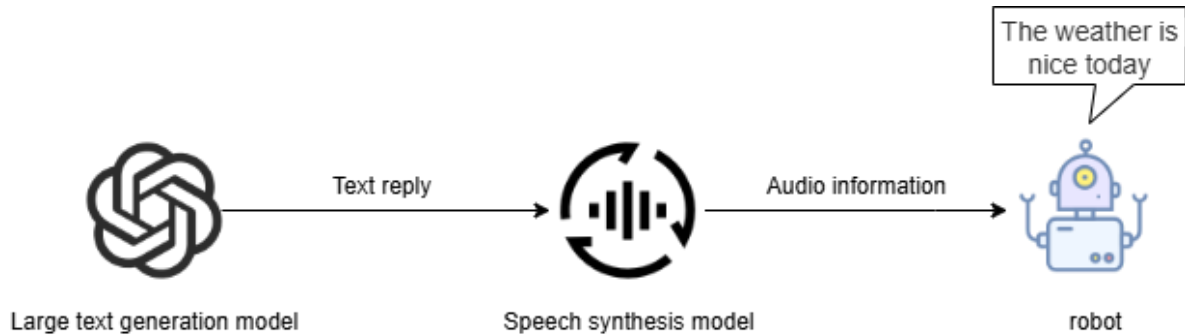 The weather is
nice today
Text reply
Audio information
Large text generation model
Speech synthesis model
robot